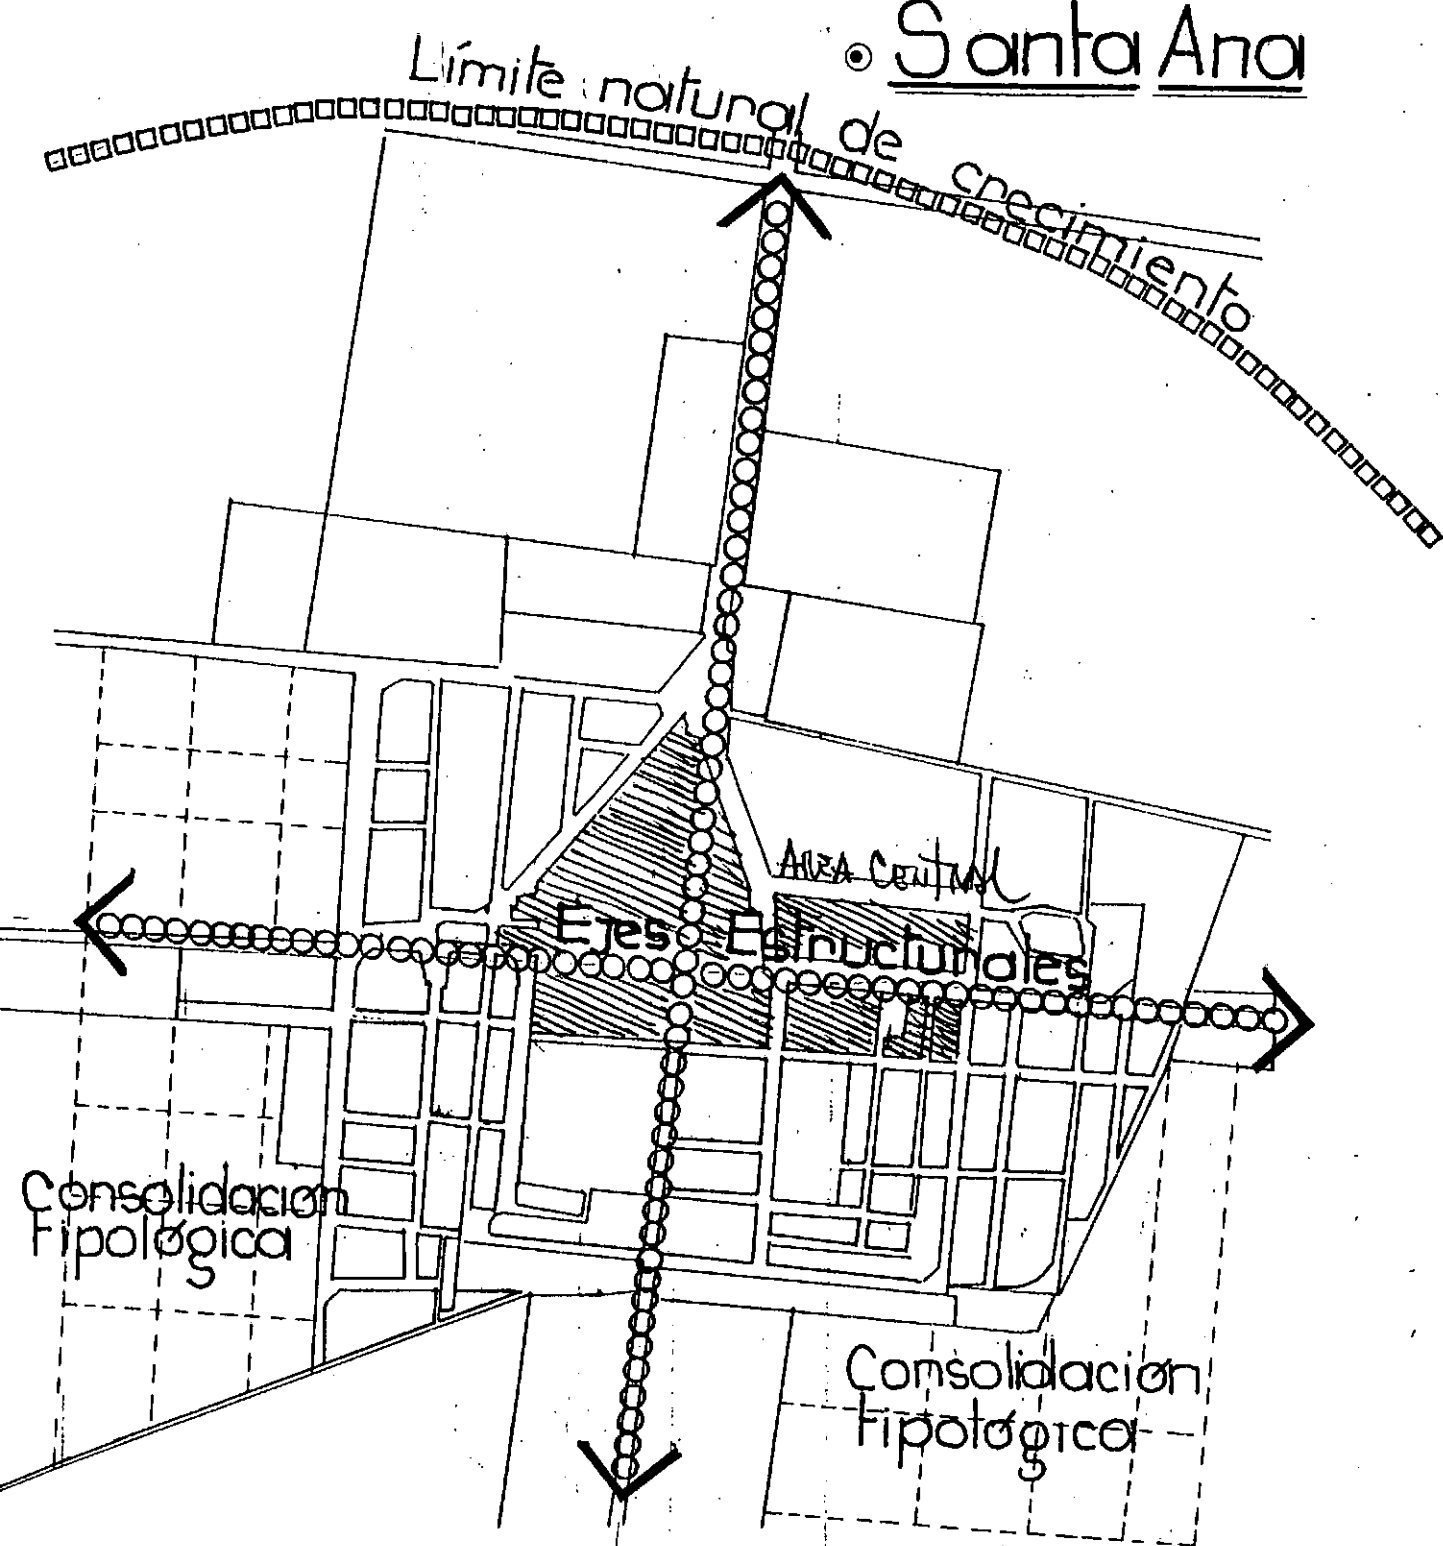 Santa Ana
Límite natural de crecimiento
AREA CENTRAL
Ejes Estructurales
Consolidación
tipológica
Consolidación
tipológica